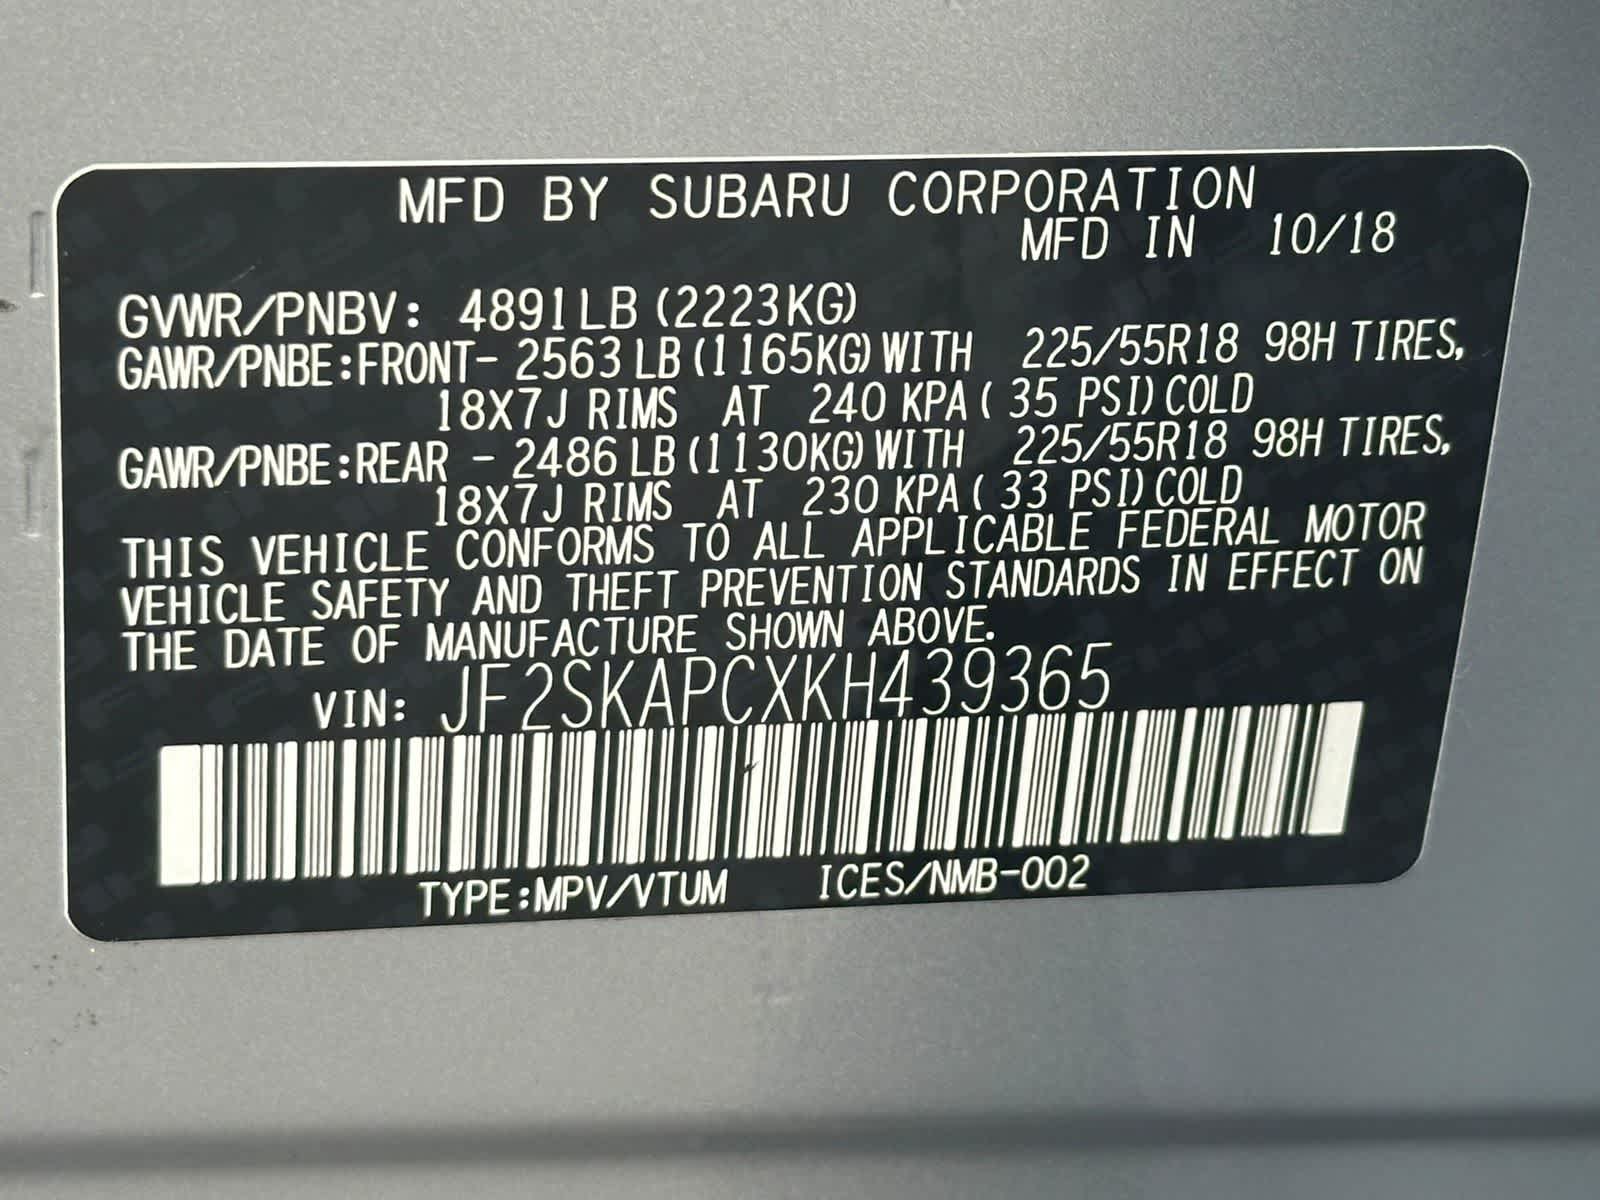 MFD BY SUBARU CORPORATION
MFD IN 10/18
GVWR/PNBV: 4891LB (2223KG)
GAWR/PNBE:FRONT- 2563 LB (1165KG) WITH 225/55R18 98H TIRES,
18X7J RIMS AT 240 KPA ( 35 PSI) COLD
GAWR/PNBE:REAR - 2486 LB (1130KG) WITH 225/55R18 98H TIRES,
18X7J RIMS AT 230 KPA ( 33 PSI) COLD
THIS VEHICLE CONFORMS TO ALL APPLICABLE FEDERAL MOTOR
VEHICLE SAFETY AND THEFT PREVENTION STANDARDS IN EFFECT ON
THE DATE OF MANUFACTURE SHOWN ABOVE.
VIN: JF2SKAPCXKH439365
TYPE:MPV/VTUM ICES/NMB-002